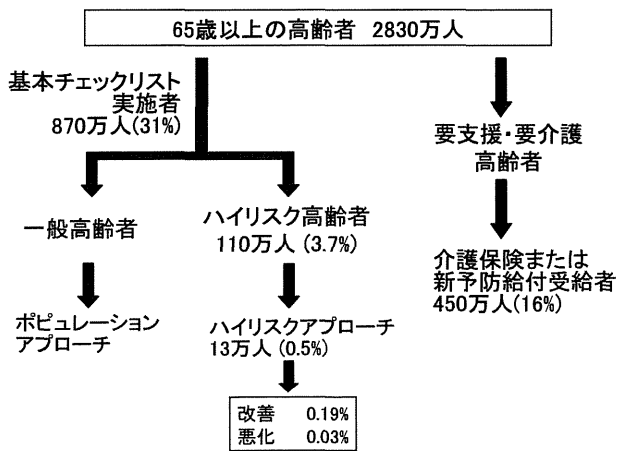 65歳以上の高齢者 2830万人
基本チェックリスト
実施者
870万人(31%)
要支援・要介護
高齢者
一般高齢者
ハイリスク高齢者
110万人 (3.7%)
介護保険または
新予防給付受給者
450万人(16%)
ポピュレーション
アプローチ
ハイリスクアプローチ
13万人 (0.5%)
改善 0.19%
悪化 0.03%